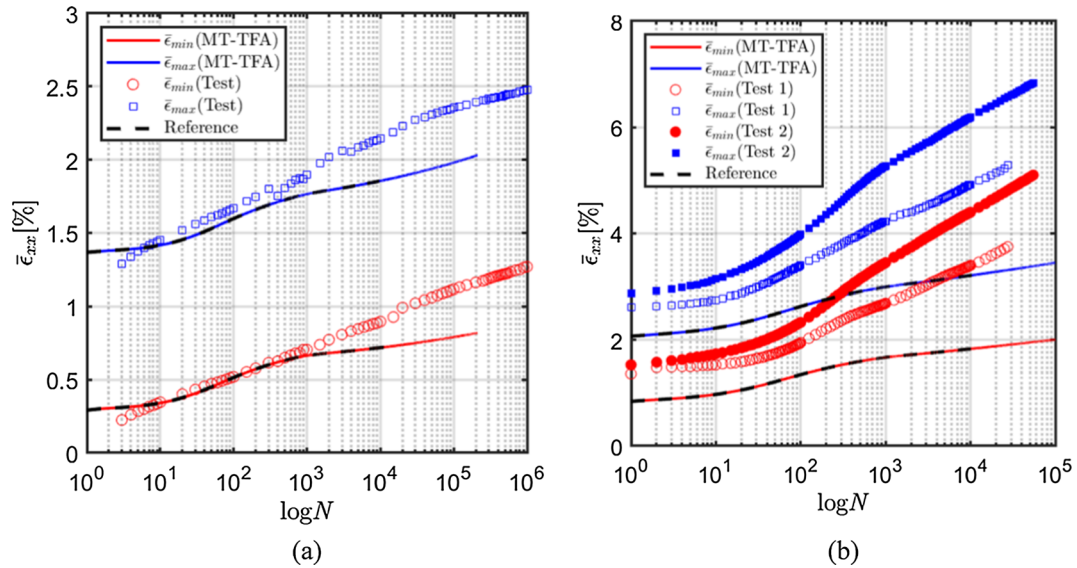 3
2.5
2
1.5
1
0.5
0
ε̄_xx[%]
ε̄_min(MT-TFA)
ε̄_max(MT-TFA)
ε̄_min(Test)
ε̄_max(Test)
Reference
10^0 10^1 10^2 10^3 10^4 10^5 10^6
logN
(a)
8
6
4
2
0
ε̄_xx[%]
ε̄_min(MT-TFA)
ε̄_max(MT-TFA)
ε̄_min(Test 1)
ε̄_max(Test 1)
ε̄_min(Test 2)
ε̄_max(Test 2)
Reference
10^0 10^1 10^2 10^3 10^4 10^5
logN
(b)